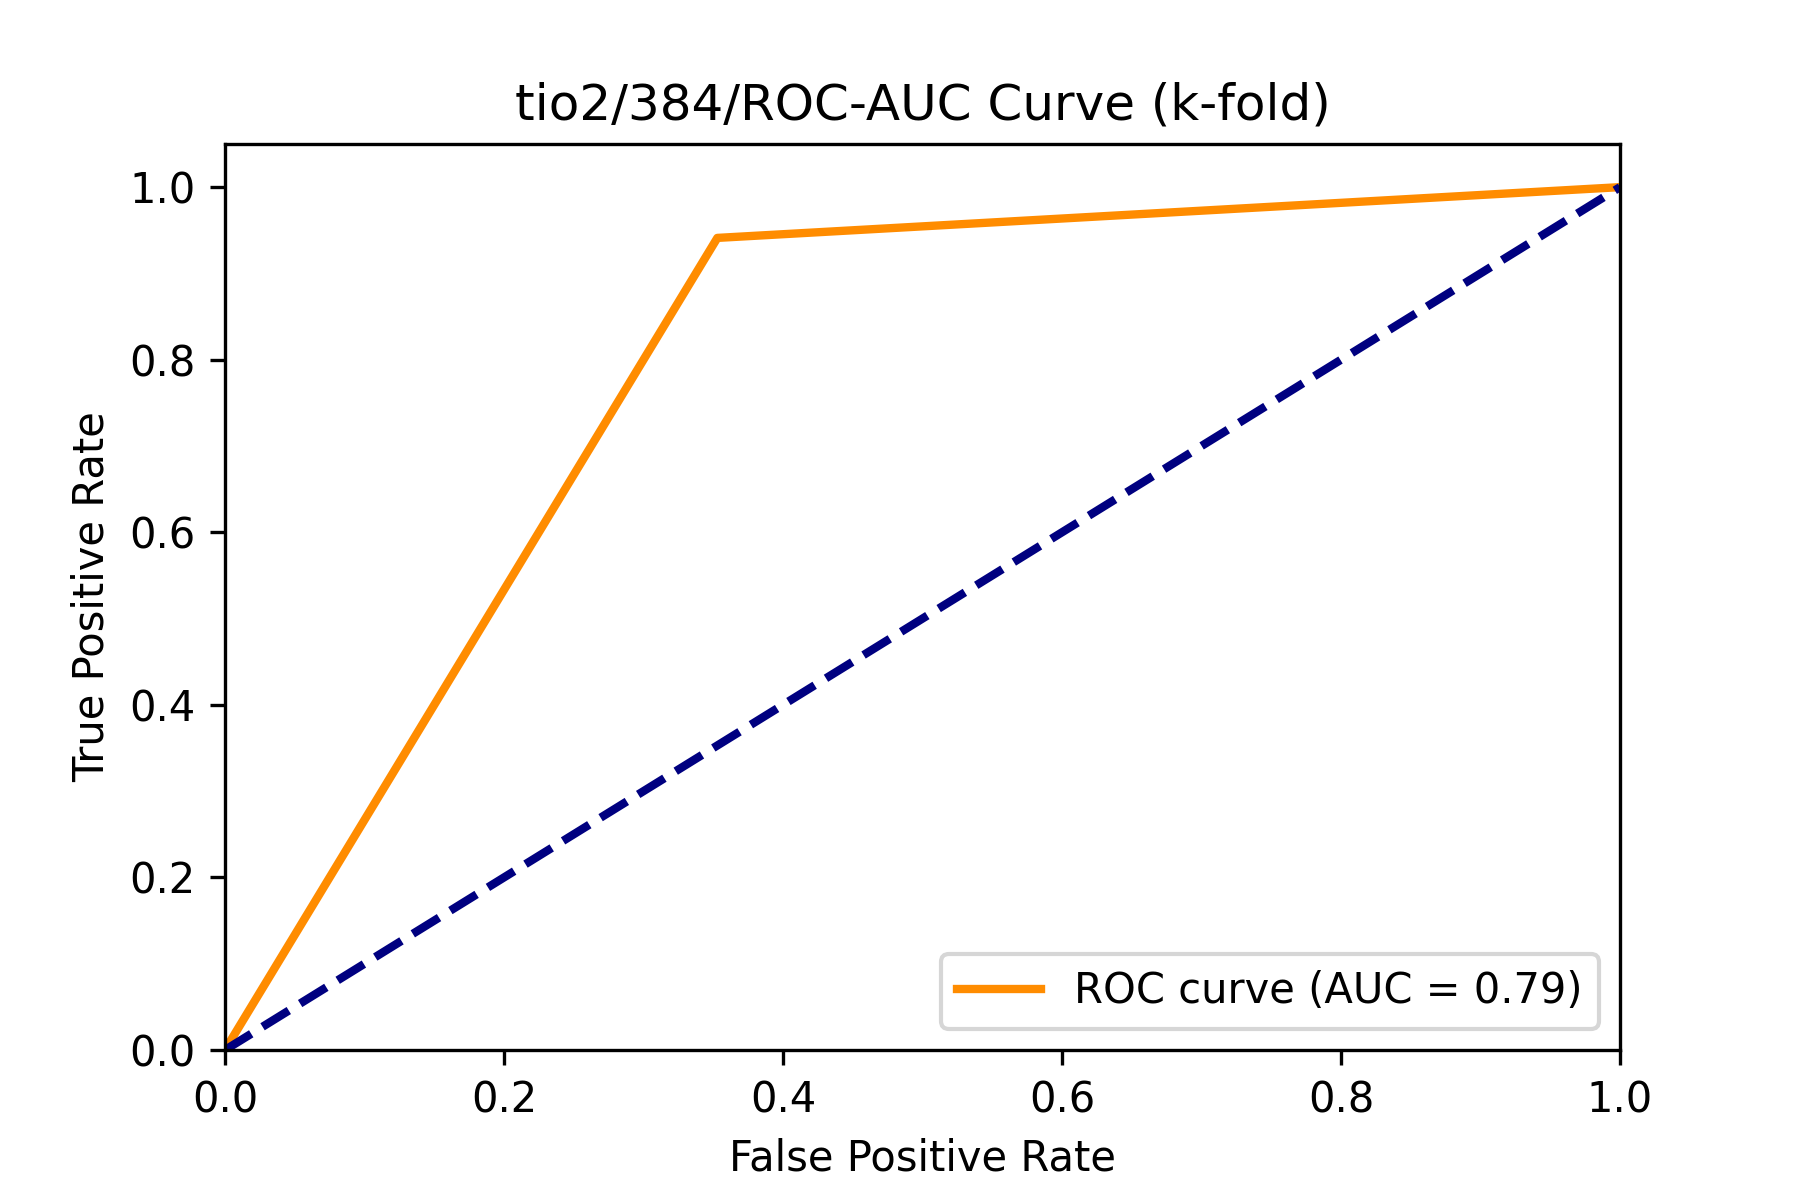 tio2/384/ROC-AUC Curve (k-fold)
True Positive Rate
1.0
0.8
0.6
0.4
0.2
0.0
ROC curve (AUC = 0.79)
0.0 0.2 0.4 0.6 0.8 1.0
False Positive Rate